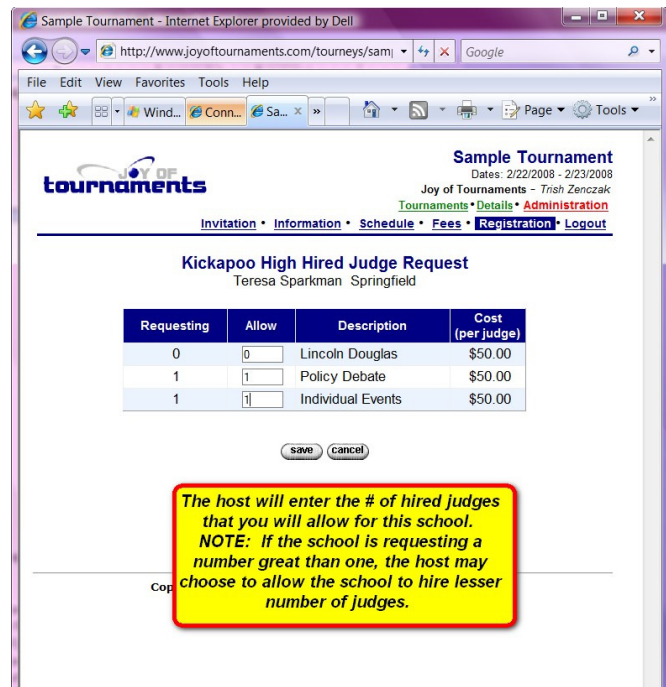 Sample Tournament - Internet Explorer provided by Dell
http://www.joyoftournaments.com/tourneys/samp
Google
File Edit View Favorites Tools Help
Wind... Conn... Sa... × » Page Tools »
JOY OF
tournaments
Sample Tournament
Dates: 2/22/2008 - 2/23/2008
Joy of Tournaments - Trish Zenczak
Tournaments • Details • Administration
Invitation • Information • Schedule • Fees • Registration • Logout
Kickapoo High Hired Judge Request
Teresa Sparkman Springfield
Requesting Allow Description Cost (per judge)
0 0 Lincoln Douglas $50.00
1 1 Policy Debate $50.00
1 1 Individual Events $50.00
save cancel
The host will enter the # of hired judges
that you will allow for this school.
NOTE: If the school is requesting a
number great than one, the host may
choose to allow the school to hire lesser
number of judges.
Cop